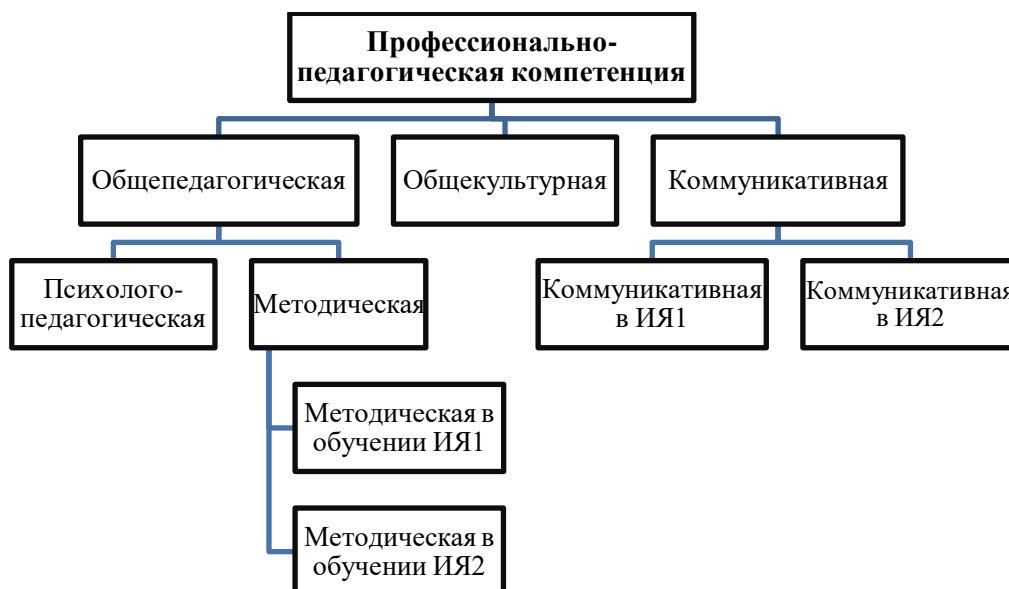 Профессионально-
педагогическая компетенция
Общепедагогическая
Общекультурная
Коммуникативная
Психолого-
педагогическая
Методическая
Коммуникативная
в ИЯ1
Коммуникативная
в ИЯ2
Методическая в
обучении ИЯ1
Методическая в
обучении ИЯ2